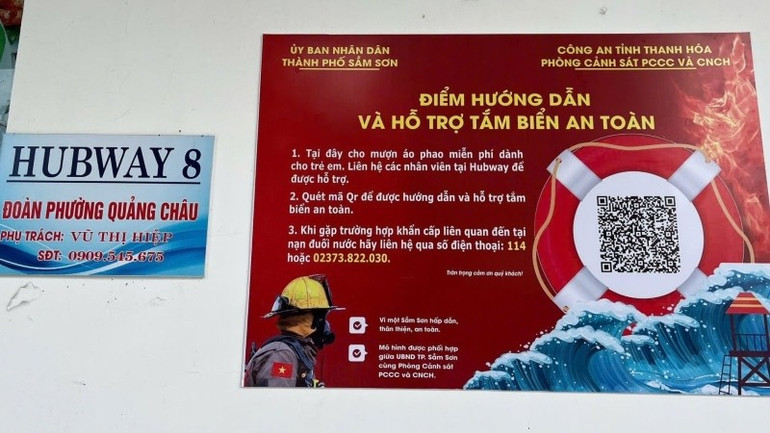 HUBWAY 8
ĐOÀN PHƯỜNG QUẢNG CHÂU
PHỤ TRÁCH: VŨ THỊ HIỆP
SĐT: 0909.545.675
ỦY BAN NHÂN DÂN
THÀNH PHỐ SẦM SƠN
CÔNG AN TỈNH THANH HÓA
PHÒNG CẢNH SÁT PCCC VÀ CNCH
ĐIỂM HƯỚNG DẪN
VÀ HỖ TRỢ TẮM BIỂN AN TOÀN
1. Tại đây cho mượn áo phao miễn phí dành
cho trẻ em. Liên hệ các nhân viên tại Hubway để
được hỗ trợ.
2. Quét mã Qr để được hướng dẫn và hỗ trợ tắm
biển an toàn.
3. Khi gặp trường hợp khẩn cấp liên quan đến tai
nạn đuối nước hãy liên hệ qua số điện thoại: 114
hoặc 02373.822.030.
Trân trọng cảm ơn quý khách!
Vì một Sầm Sơn hấp dẫn,
thân thiện, an toàn.
Mô hình được phối hợp
giữa UBND TP. Sầm Sơn
cùng Phòng Cảnh sát
PCCC và CNCH.